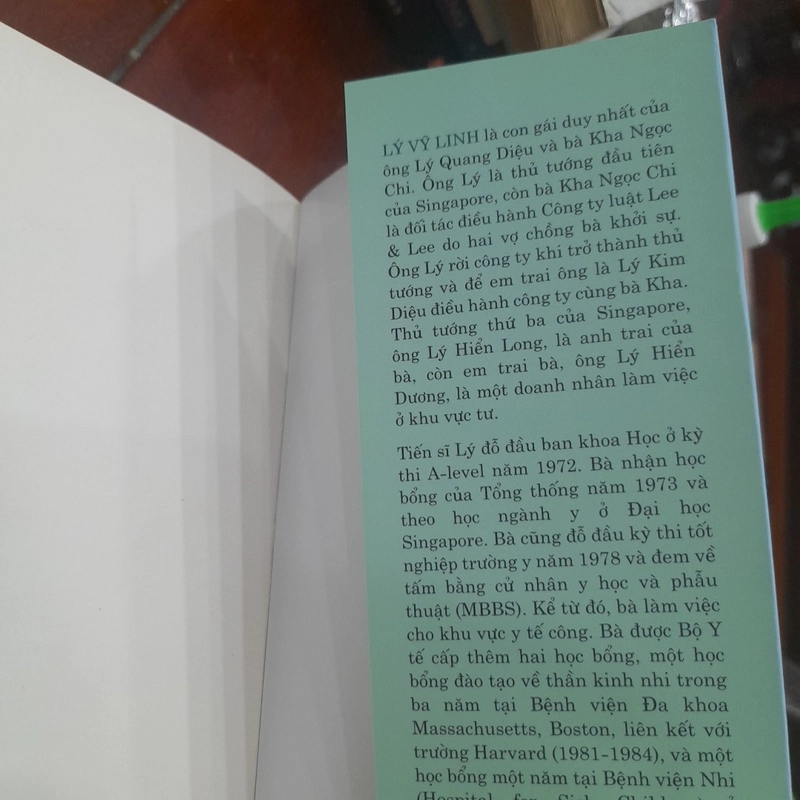 LÝ VỸ LINH là con gái duy nhất của
ông Lý Quang Diệu và bà Kha Ngọc
Chi. Ông Lý là thủ tướng đầu tiên
của Singapore, còn bà Kha Ngọc Chi
là đối tác điều hành Công ty luật Lee
& Lee do hai vợ chồng bà khởi sự.
Ông Lý rời công ty khi trở thành thủ
tướng và để em trai ông là Lý Kim
Diệu điều hành công ty cùng bà Kha.
Thủ tướng thứ ba của Singapore,
ông Lý Hiển Long, là anh trai của
bà, còn em trai bà, ông Lý Hiển
Dương, là một doanh nhân làm việc
ở khu vực tư.
Tiến sĩ Lý đỗ đầu ban khoa Học ở kỳ
thi A-level năm 1972. Bà nhận học
bổng của Tổng thống năm 1973 và
theo học ngành y ở Đại học
Singapore. Bà cũng đỗ đầu kỳ thi tốt
nghiệp trường y năm 1978 và đem về
tấm bằng cử nhân y học và phẫu
thuật (MBBS). Kể từ đó, bà làm việc
cho khu vực y tế công. Bà được Bộ Y
tế cấp thêm hai học bổng, một học
bổng đào tạo về thần kinh nhi trong
ba năm tại Bệnh viện Đa khoa
Massachusetts, Boston, liên kết với
trường Harvard (1981-1984), và một
học bổng một năm tại Bệnh viện Nhi
(Hospital for Sick